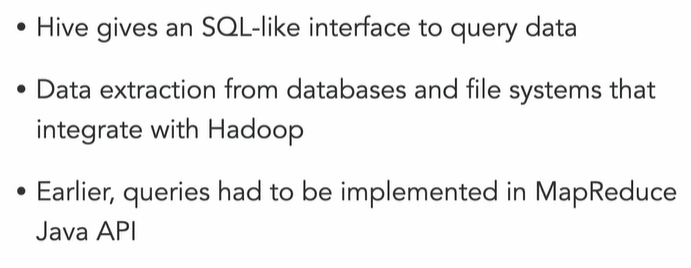 • Hive gives an SQL-like interface to query data
• Data extraction from databases and file systems that
integrate with Hadoop
• Earlier, queries had to be implemented in MapReduce
Java API